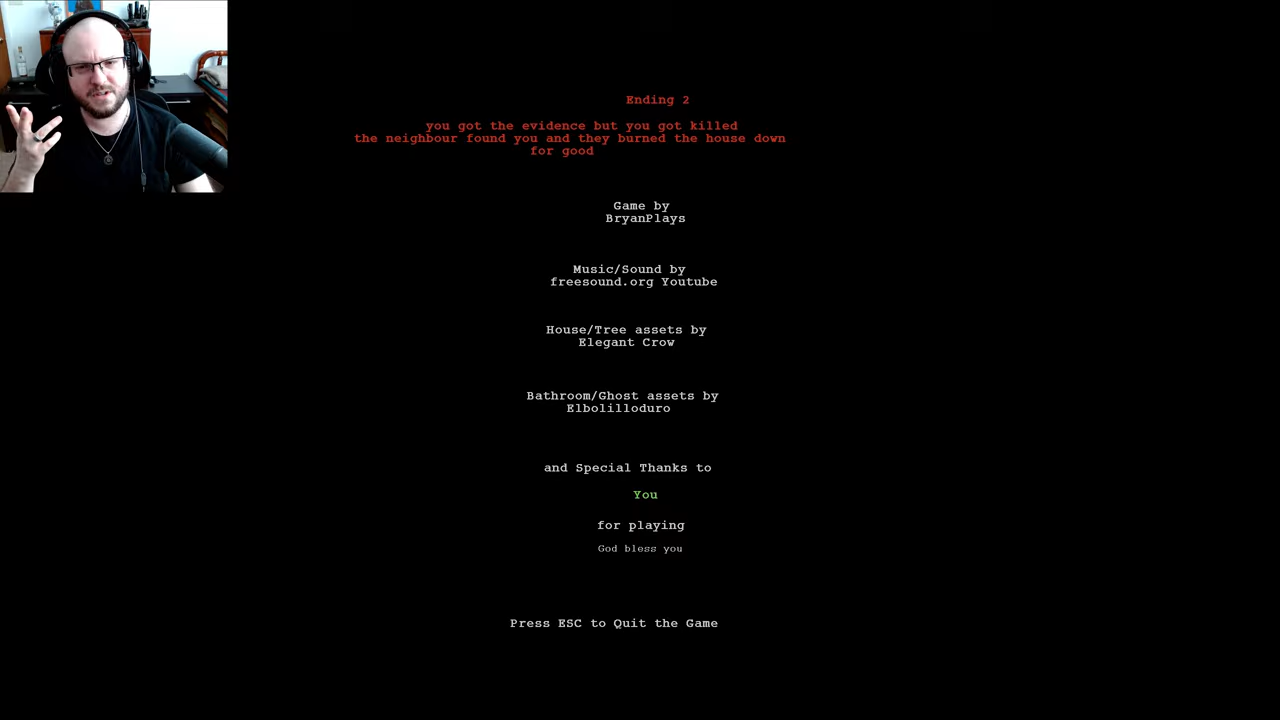 Ending 2
you got the evidence but you got killed
the neighbour found you and they burned the house down
for good
Game by
BryanPlays
Music/Sound by
freesound.org Youtube
House/Tree assets by
Elegant Crow
Bathroom/Ghost assets by
Elbolilloduro
and Special Thanks to
You
for playing
God bless you
Press ESC to Quit the Game